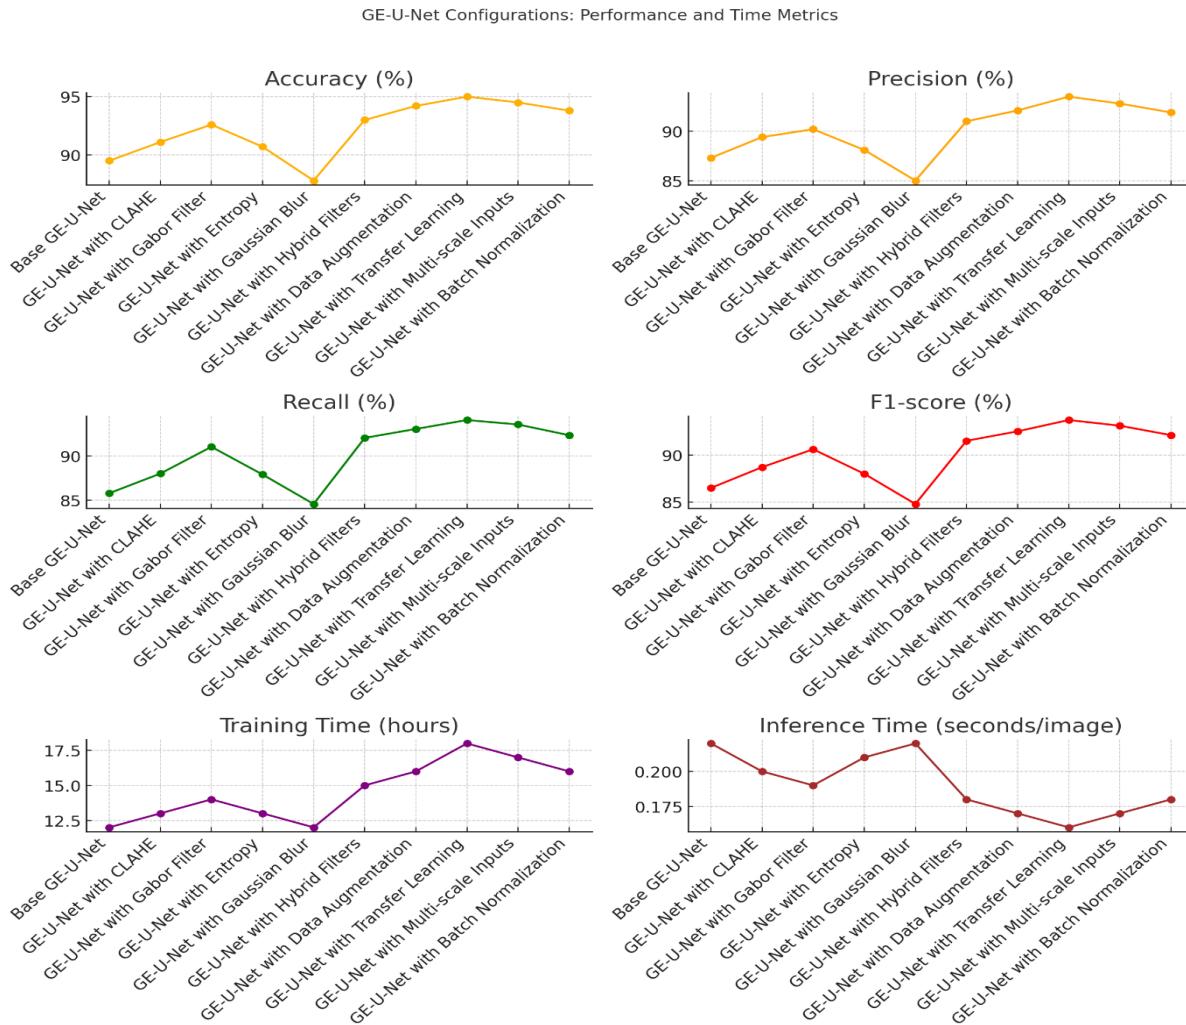 GE-U-Net Configurations: Performance and Time Metrics
Accuracy (%)
95
90
Base GE-U-Net
GE-U-Net with CLAHE
GE-U-Net with Gabor Filter
GE-U-Net with Entropy
GE-U-Net with Gaussian Blur
GE-U-Net with Hybrid Filters
GE-U-Net with Data Augmentation
GE-U-Net with Transfer Learning
GE-U-Net with Multi-scale Inputs
GE-U-Net with Batch Normalization
Precision (%)
90
85
Base GE-U-Net
GE-U-Net with CLAHE
GE-U-Net with Gabor Filter
GE-U-Net with Entropy
GE-U-Net with Gaussian Blur
GE-U-Net with Hybrid Filters
GE-U-Net with Data Augmentation
GE-U-Net with Transfer Learning
GE-U-Net with Multi-scale Inputs
GE-U-Net with Batch Normalization
Recall (%)
90
85
Base GE-U-Net
GE-U-Net with CLAHE
GE-U-Net with Gabor Filter
GE-U-Net with Entropy
GE-U-Net with Gaussian Blur
GE-U-Net with Hybrid Filters
GE-U-Net with Data Augmentation
GE-U-Net with Transfer Learning
GE-U-Net with Multi-scale Inputs
GE-U-Net with Batch Normalization
F1-score (%)
90
85
Base GE-U-Net
GE-U-Net with CLAHE
GE-U-Net with Gabor Filter
GE-U-Net with Entropy
GE-U-Net with Gaussian Blur
GE-U-Net with Hybrid Filters
GE-U-Net with Data Augmentation
GE-U-Net with Transfer Learning
GE-U-Net with Multi-scale Inputs
GE-U-Net with Batch Normalization
Training Time (hours)
17.5
15.0
12.5
Base GE-U-Net
GE-U-Net with CLAHE
GE-U-Net with Gabor Filter
GE-U-Net with Entropy
GE-U-Net with Gaussian Blur
GE-U-Net with Hybrid Filters
GE-U-Net with Data Augmentation
GE-U-Net with Transfer Learning
GE-U-Net with Multi-scale Inputs
GE-U-Net with Batch Normalization
Inference Time (seconds/image)
0.200
0.175
Base GE-U-Net
GE-U-Net with CLAHE
GE-U-Net with Gabor Filter
GE-U-Net with Entropy
GE-U-Net with Gaussian Blur
GE-U-Net with Hybrid Filters
GE-U-Net with Data Augmentation
GE-U-Net with Transfer Learning
GE-U-Net with Multi-scale Inputs
GE-U-Net with Batch Normalization